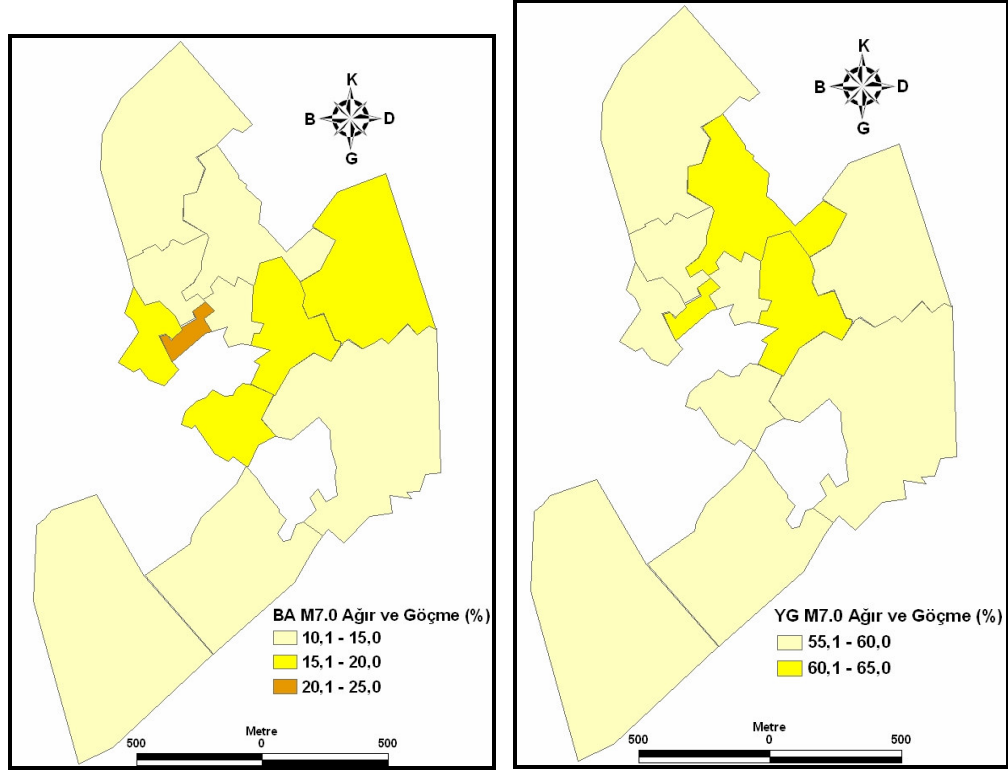 K
B D
G
BA M7.0 Ağır ve Göçme (%)
10,1 - 15,0
15,1 - 20,0
20,1 - 25,0
Metre
500 0 500
K
B D
G
YG M7.0 Ağır ve Göçme (%)
55,1 - 60,0
60,1 - 65,0
Metre
500 0 500